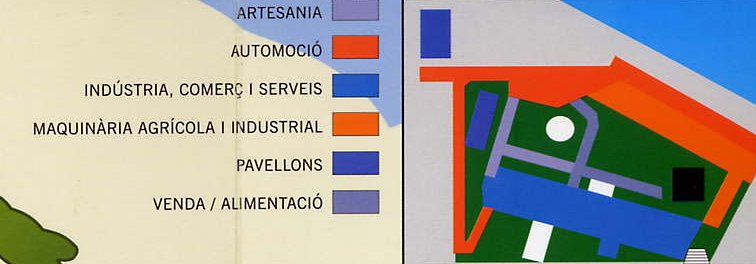 ARTESANIA
AUTOMOCIÓ
INDÚSTRIA, COMERÇ I SERVEIS
MAQUINÀRIA AGRÍCOLA I INDUSTRIAL
PAVELLONS
VENDA / ALIMENTACIÓ